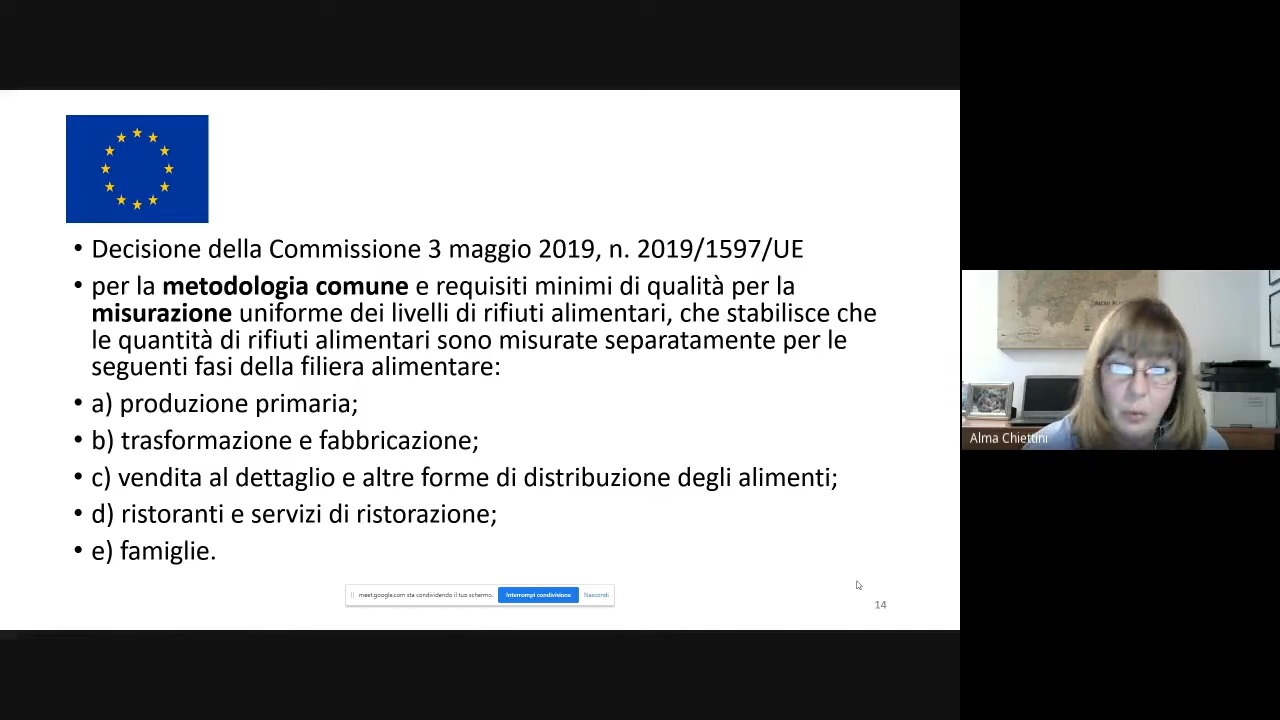 • Decisione della Commissione 3 maggio 2019, n. 2019/1597/UE
• per la metodologia comune e requisiti minimi di qualità per la
misurazione uniforme dei livelli di rifiuti alimentari, che stabilisce che
le quantità di rifiuti alimentari sono misurate separatamente per le
seguenti fasi della filiera alimentare:
• a) produzione primaria;
• b) trasformazione e fabbricazione;
• c) vendita al dettaglio e altre forme di distribuzione degli alimenti;
• d) ristoranti e servizi di ristorazione;
• e) famiglie.
meet.google.com sta condividendo il tuo schermo. Interrompi condivisione Nascondi
14
Alma Chiettini